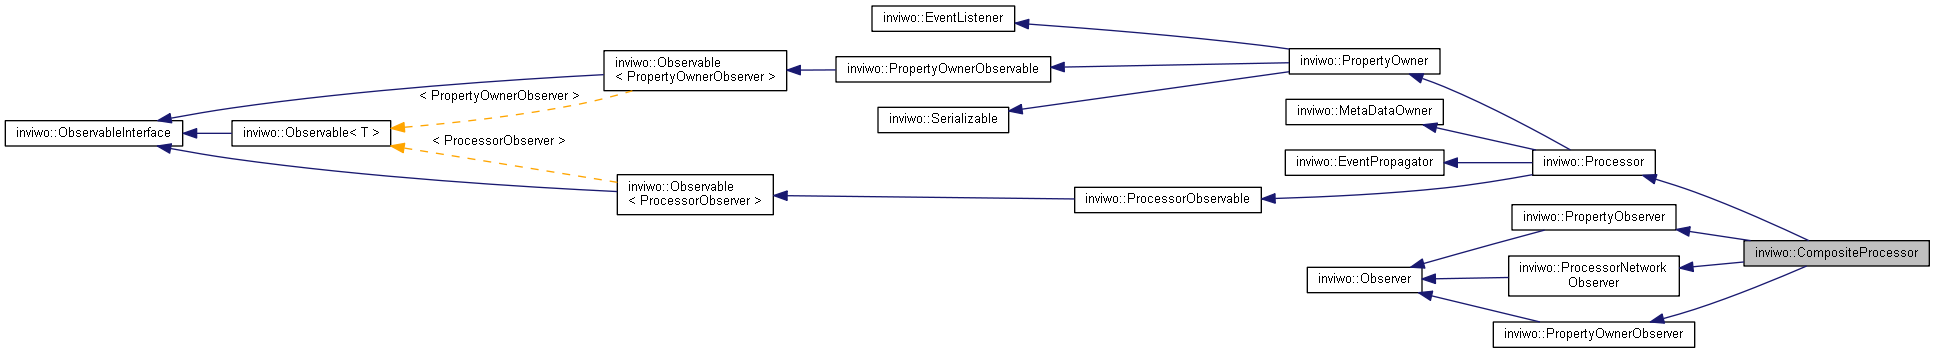 inviwo::EventListener
inviwo::Observable
< PropertyOwnerObserver >
inviwo::PropertyOwnerObservable
inviwo::PropertyOwner
< PropertyOwnerObserver >
inviwo::Serializable
inviwo::MetaDataOwner
inviwo::ObservableInterface
inviwo::Observable< T >
< ProcessorObserver >
inviwo::EventPropagator
inviwo::Processor
inviwo::Observable
< ProcessorObserver >
inviwo::ProcessorObservable
inviwo::PropertyObserver
inviwo::CompositeProcessor
inviwo::Observer
inviwo::ProcessorNetwork
Observer
inviwo::PropertyOwnerObserver